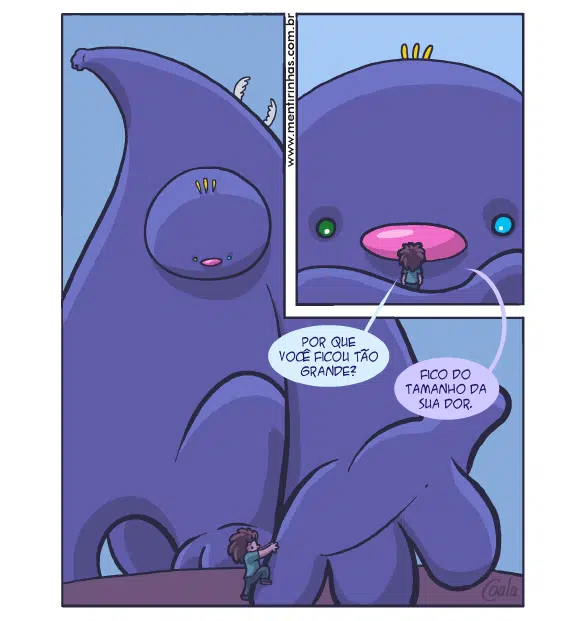 www.mentirinhas.com.br
POR QUE
VOCÊ FICOU TÃO
GRANDE?
FICO DO
TAMANHO DA
SUA DOR.
Coala